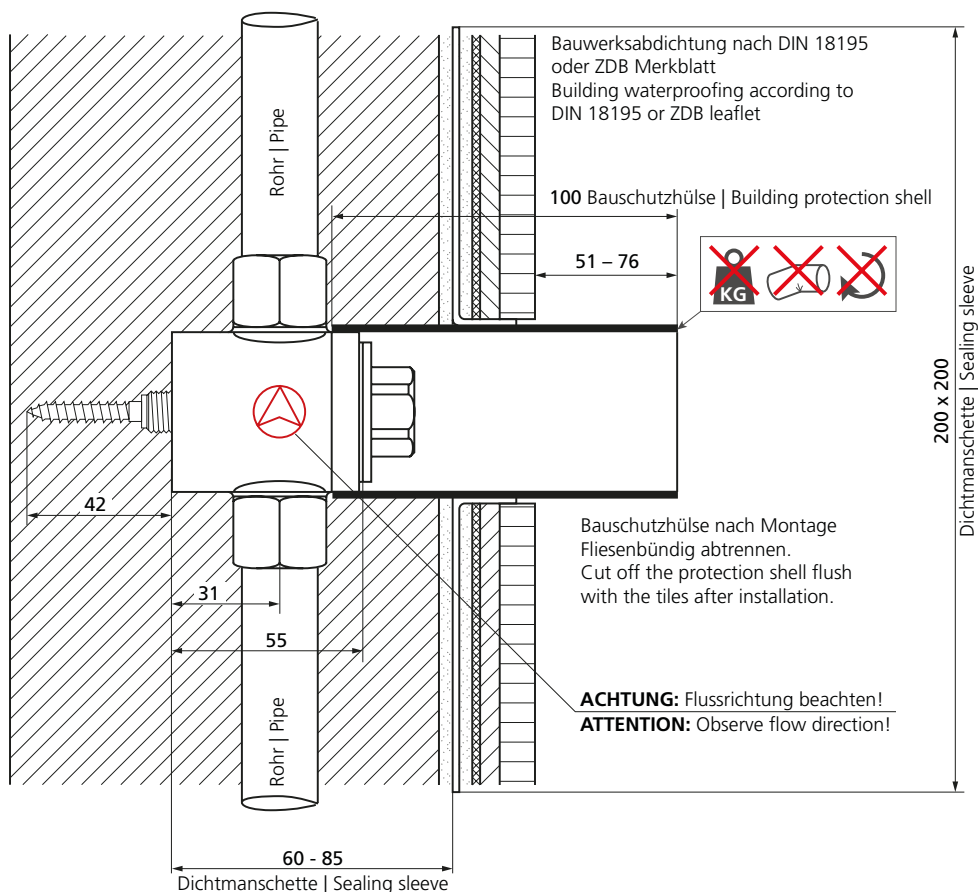 Bauwerksabdichtung nach DIN 18195
oder ZDB Merkblatt
Building waterproofing according to
DIN 18195 or ZDB leaflet
Rohr | Pipe
100 Bauschutzhülse | Building protection shell
51 – 76
KG
200 x 200
Dichtmanschette | Sealing sleeve
42
Bauschutzhülse nach Montage
Fliesenbündig abtrennen.
Cut off the protection shell flush
with the tiles after installation.
31
55
ACHTUNG: Flussrichtung beachten!
ATTENTION: Observe flow direction!
Rohr | Pipe
60 - 85
Dichtmanschette | Sealing sleeve